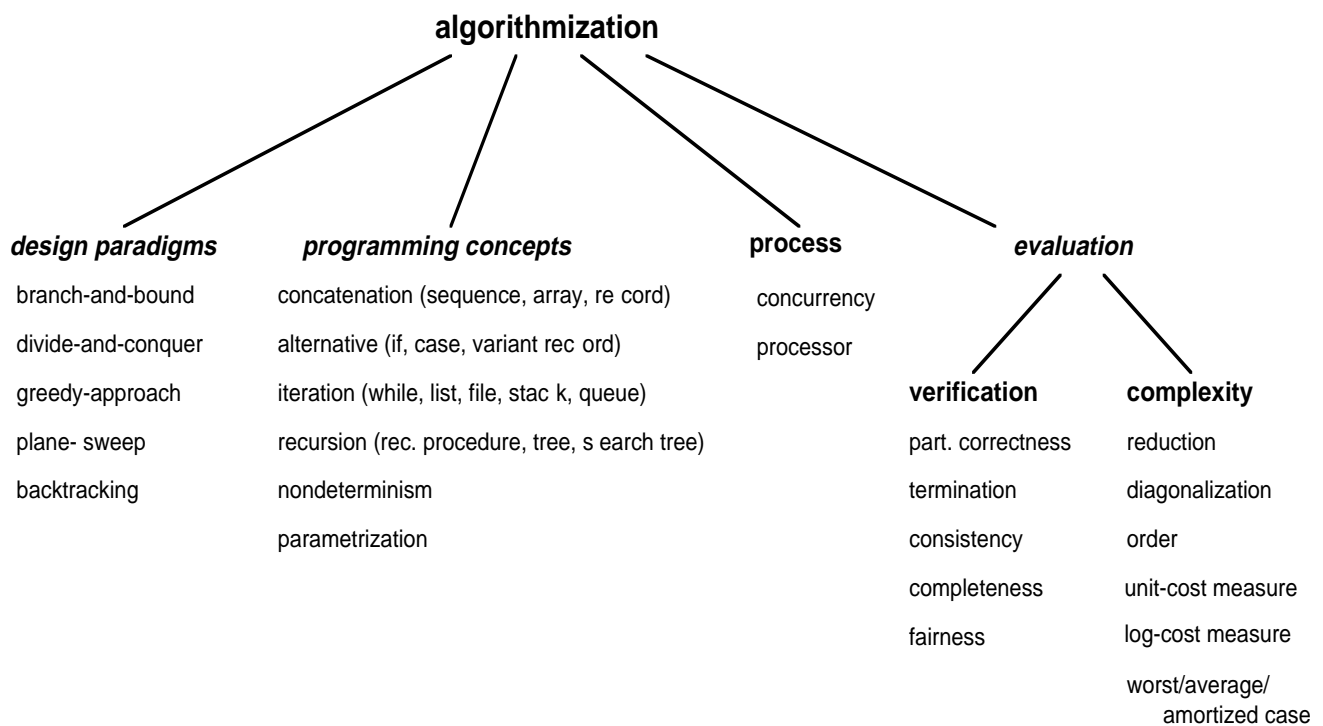 algorithmization
design paradigms
branch-and-bound
divide-and-conquer
greedy-approach
plane- sweep
backtracking
programming concepts
concatenation (sequence, array, re cord)
alternative (if, case, variant rec ord)
iteration (while, list, file, stac k, queue)
recursion (rec. procedure, tree, s earch tree)
nondeterminism
parametrization
process
concurrency
processor
evaluation
verification
part. correctness
termination
consistency
completeness
fairness
complexity
reduction
diagonalization
order
unit-cost measure
log-cost measure
worst/average/
amortized case